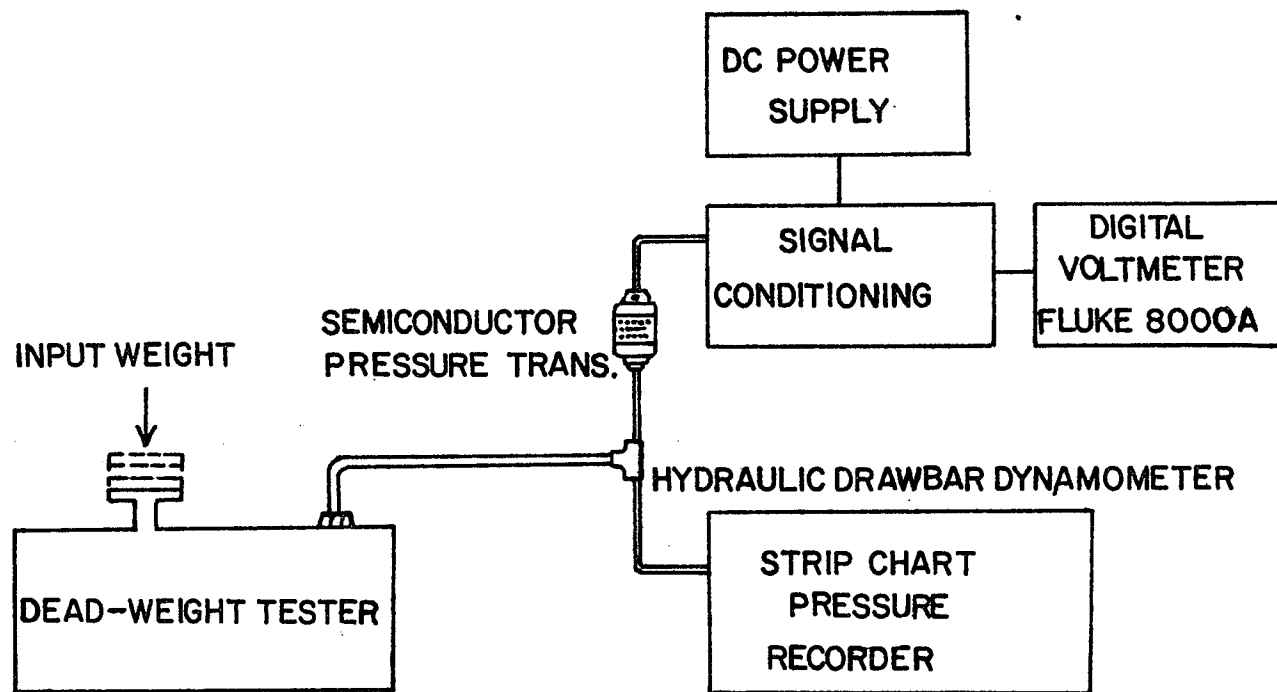 DC POWER
SUPPLY
SIGNAL
CONDITIONING
DIGITAL
VOLTMETER
FLUKE 8000A
SEMICONDUCTOR
PRESSURE TRANS.
INPUT WEIGHT
HYDRAULIC DRAWBAR DYNAMOMETER
DEAD-WEIGHT TESTER
STRIP CHART
PRESSURE
RECORDER